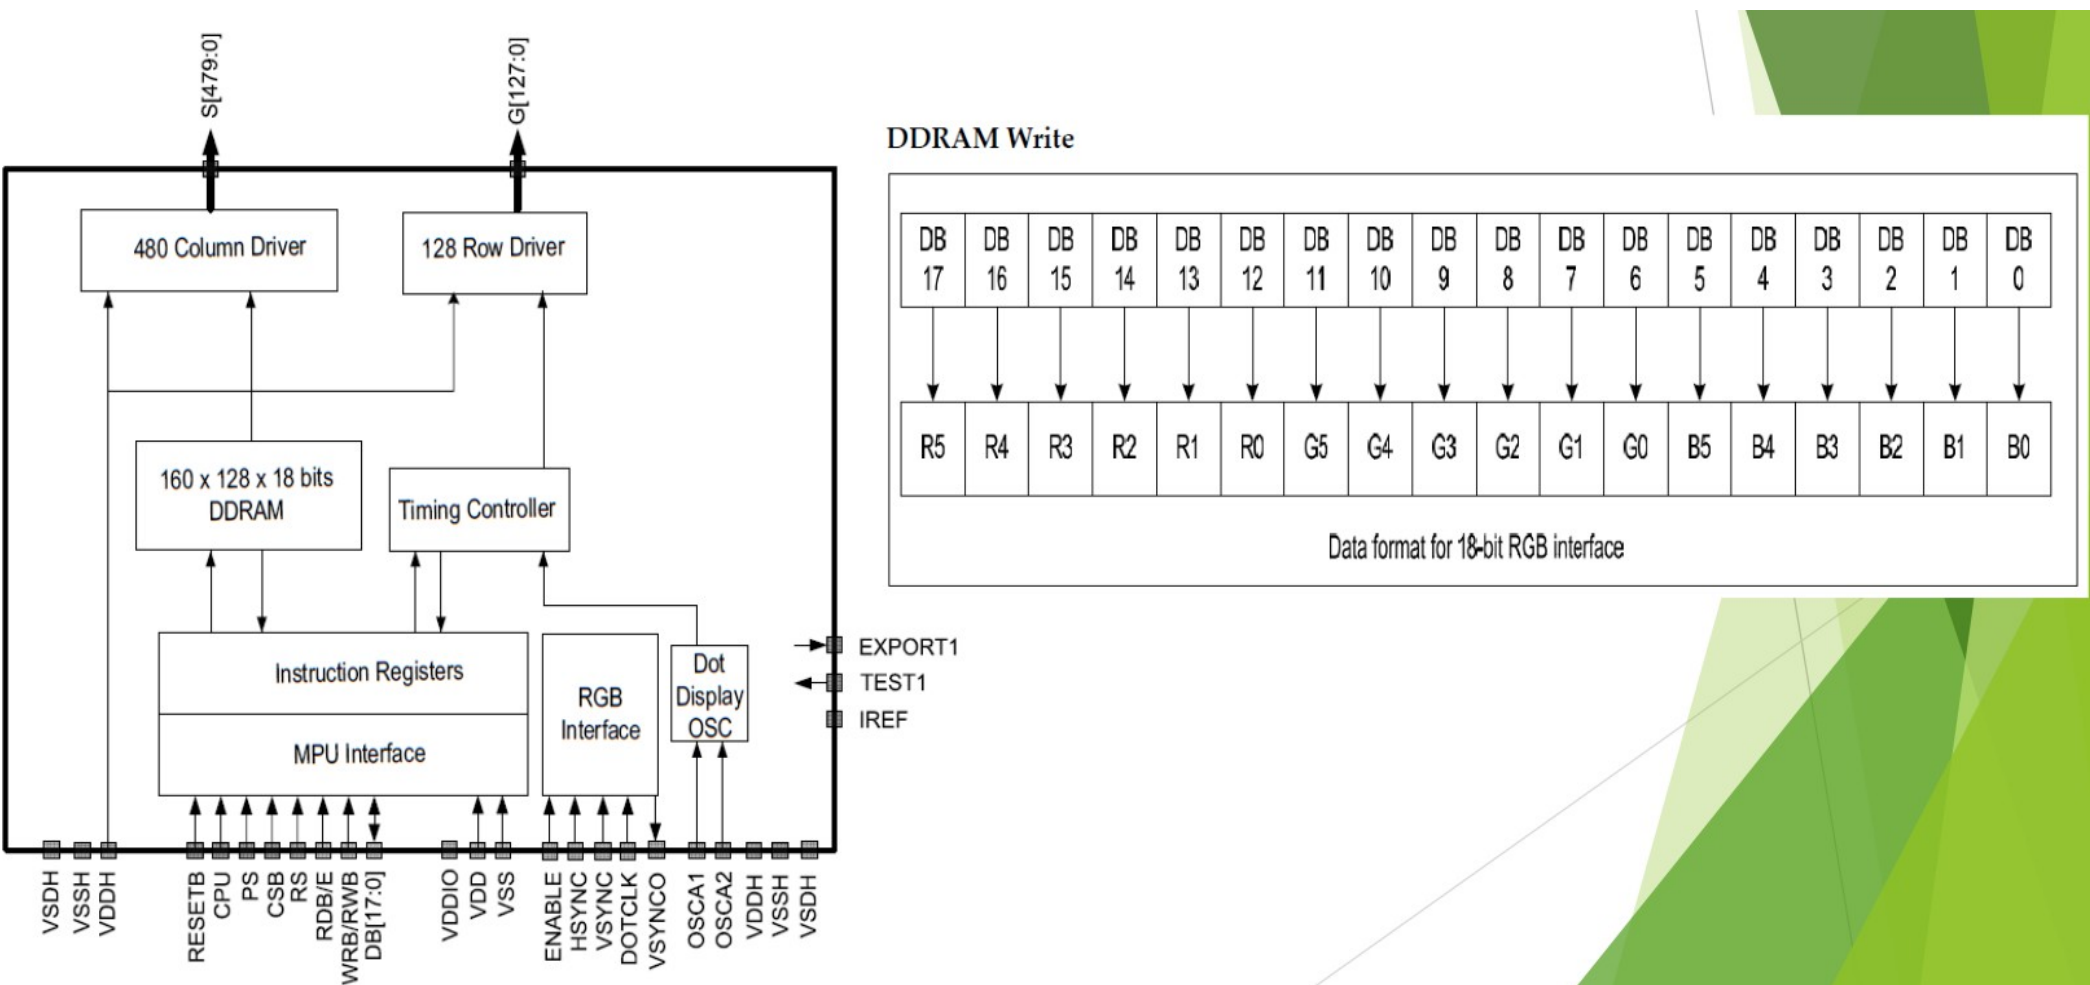 S[479:0]
G[127:0]
480 Column Driver
128 Row Driver
160 x 128 x 18 bits
DDRAM
Timing Controller
Instruction Registers
MPU Interface
RGB
Interface
Dot
Display
OSC
EXPORT1
TEST1
IREF
VSDH
VSSH
VDDH
RESETB
CPU
PS
CSB
RS
RDB/E
WRB/RWB
DB[17:0]
VDDIO
VDD
VSS
ENABLE
HSYNC
VSYNC
DOTCLK
VSYNCO
OSCA1
OSCA2
VDDH
VSSH
VSDH
DDRAM Write
DB DB DB DB DB DB DB DB DB DB DB DB DB DB DB DB DB DB
17 16 15 14 13 12 11 10 9 8 7 6 5 4 3 2 1 0
R5 R4 R3 R2 R1 R0 G5 G4 G3 G2 G1 G0 B5 B4 B3 B2 B1 B0
Data format for 18-bit RGB interface